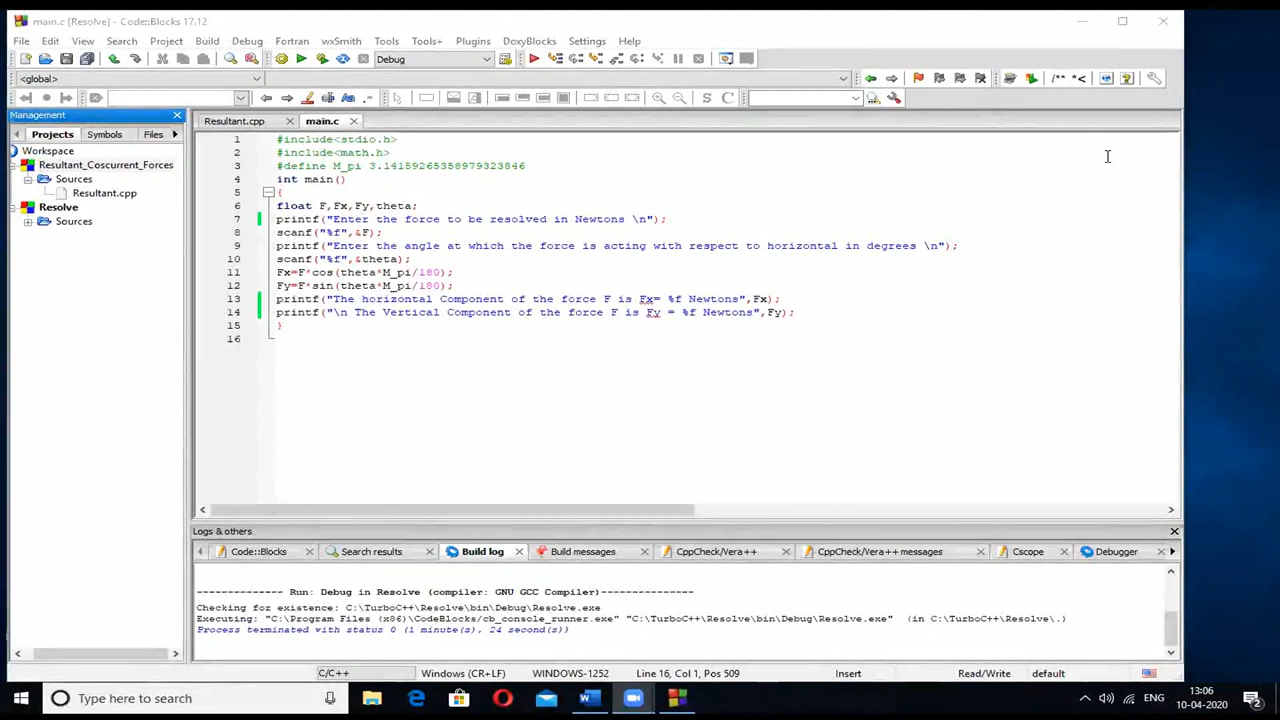 main.c [Resolve] - Code::Blocks 17.12
File Edit View Search Project Build Debug Fortran wxSmith Tools Tools+ Plugins DoxyBlocks Settings Help
Debug
<global>
/** *<
S C
Management
Projects Symbols Files
Workspace
Resultant_Coscurrent_Forces
Sources
Resultant.cpp
Resolve
Sources
Resultant.cpp main.c
1 #include<stdio.h>
2 #include<math.h>
3 #define M_pi 3.14159265358979323846
4 int main()
5 {
6 float F,Fx,Fy,theta;
7 printf("Enter the force to be resolved in Newtons \n");
8 scanf("%f",&F);
9 printf("Enter the angle at which the force is acting with respect to horizontal in degrees \n");
10 scanf("%f",&theta);
11 Fx=F*cos(theta*M_pi/180);
12 Fy=F*sin(theta*M_pi/180);
13 printf("The horizontal Component of the force F is Fx= %f Newtons",Fx);
14 printf("\n The Vertical Component of the force F is Fy = %f Newtons",Fy);
15 }
16
Logs & others
Code::Blocks Search results Build log Build messages CppCheck/Vera++ CppCheck/Vera++ messages Cscope Debugger
-------------- Run: Debug in Resolve (compiler: GNU GCC Compiler)---------------
Checking for existence: C:\TurboC++\Resolve\bin\Debug\Resolve.exe
Executing: "C:\Program Files (x86)\CodeBlocks/cb_console_runner.exe" "C:\TurboC++\Resolve\bin\Debug\Resolve.exe" (in C:\TurboC++\Resolve\.)
Process terminated with status 0 (1 minute(s), 24 second(s))
C/C++ Windows (CR+LF) WINDOWS-1252 Line 16, Col 1, Pos 509 Insert Read/Write default
Type here to search
ENG
13:06
10-04-2020
2